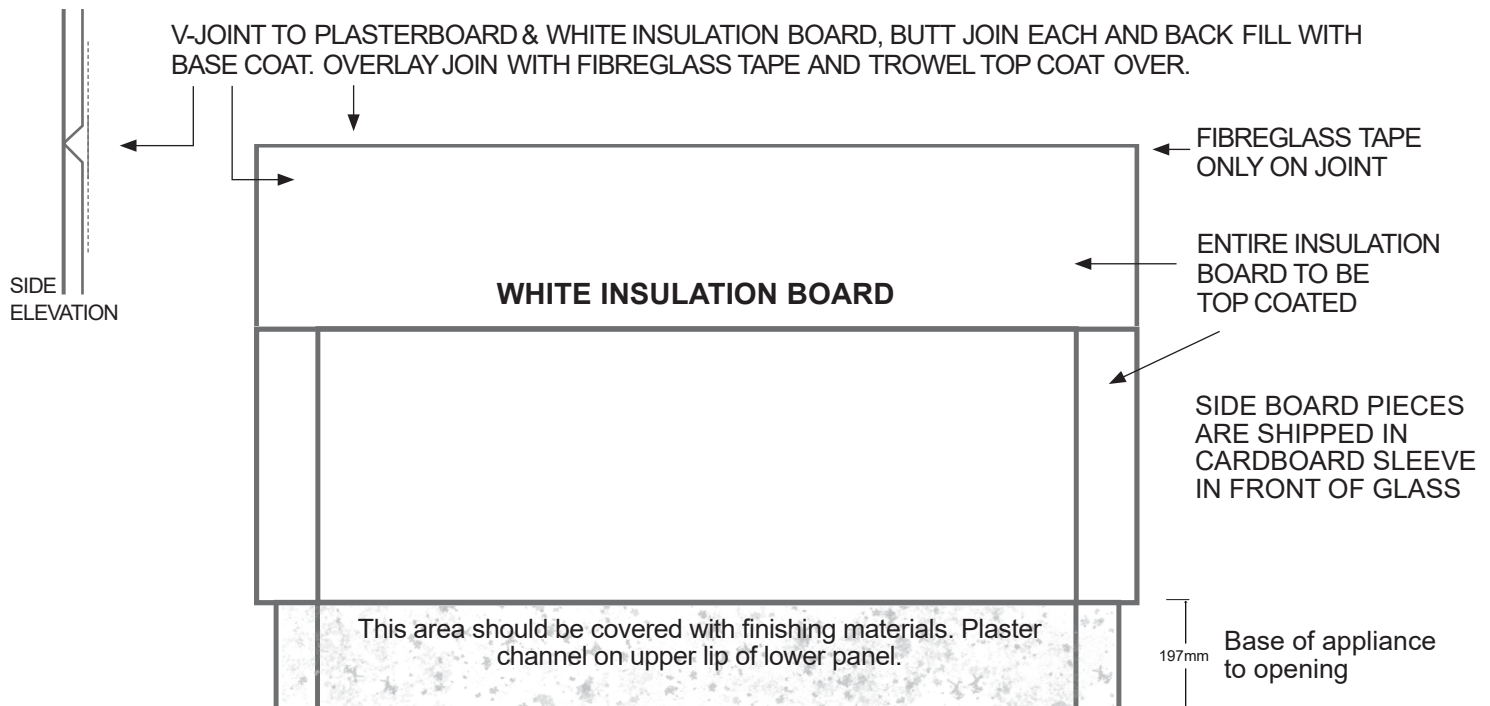 V-JOINT TO PLASTERBOARD & WHITE INSULATION BOARD, BUTT JOIN EACH AND BACK FILL WITH
BASE COAT. OVERLAY JOIN WITH FIBREGLASS TAPE AND TROWEL TOP COAT OVER.
FIBREGLASS TAPE
ONLY ON JOINT
ENTIRE INSULATION
BOARD TO BE
TOP COATED
SIDE
ELEVATION
WHITE INSULATION BOARD
SIDE BOARD PIECES
ARE SHIPPED IN
CARDBOARD SLEEVE
IN FRONT OF GLASS
This area should be covered with finishing materials. Plaster
channel on upper lip of lower panel.
197mm
Base of appliance
to opening